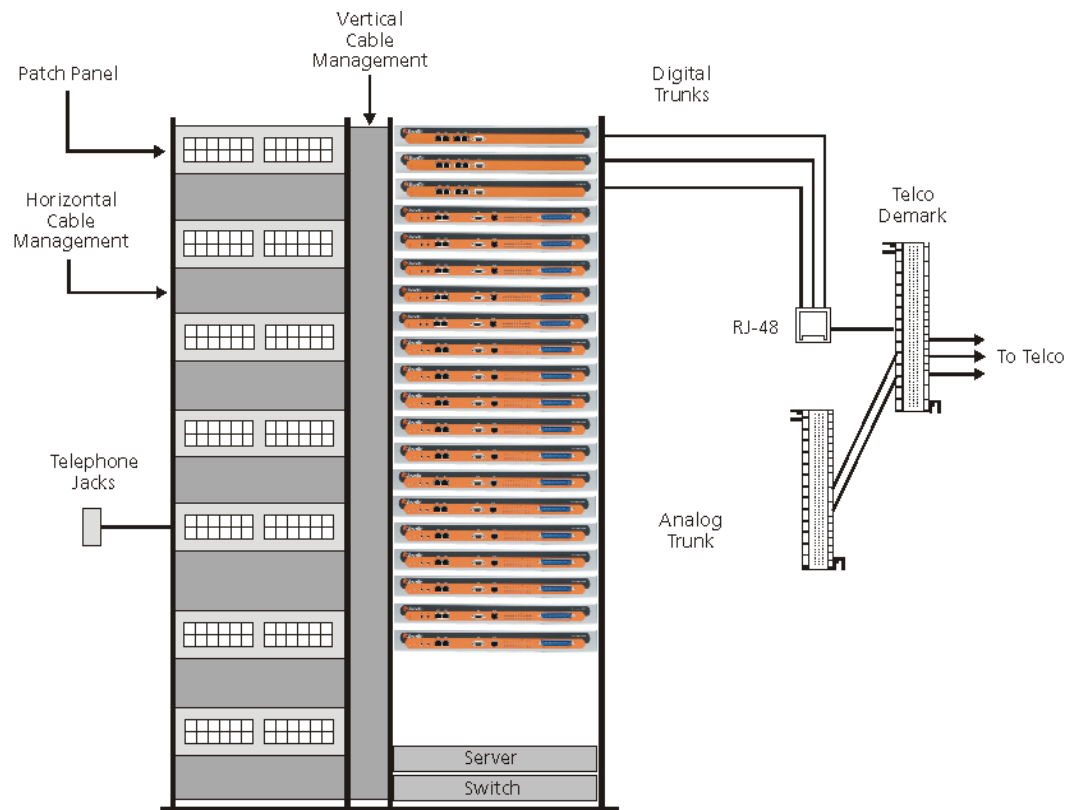 Vertical
Cable
Management
Patch Panel
Digital
Trunks
Horizontal
Cable
Management
Telco
Demark
RJ-48
To Telco
Telephone
Jacks
Analog
Trunk
Server
Switch